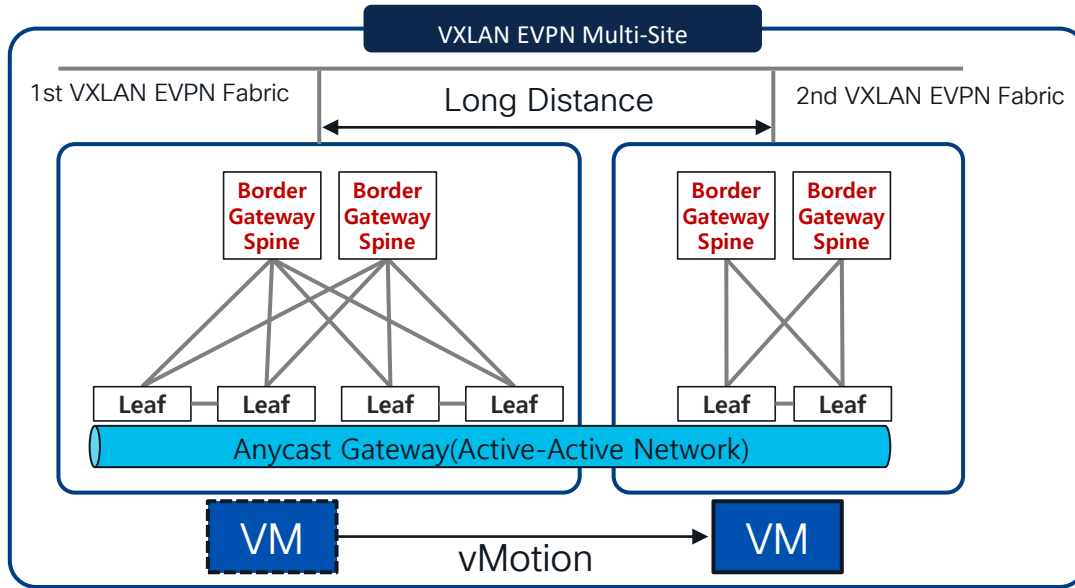 VXLAN EVPN Multi-Site
1st VXLAN EVPN Fabric
Long Distance
2nd VXLAN EVPN Fabric
Border
Gateway
Spine
Border
Gateway
Spine
Border
Gateway
Spine
Border
Gateway
Spine
Leaf
Leaf
Leaf
Leaf
Leaf
Leaf
Anycast Gateway(Active-Active Network)
VM
vMotion
VM